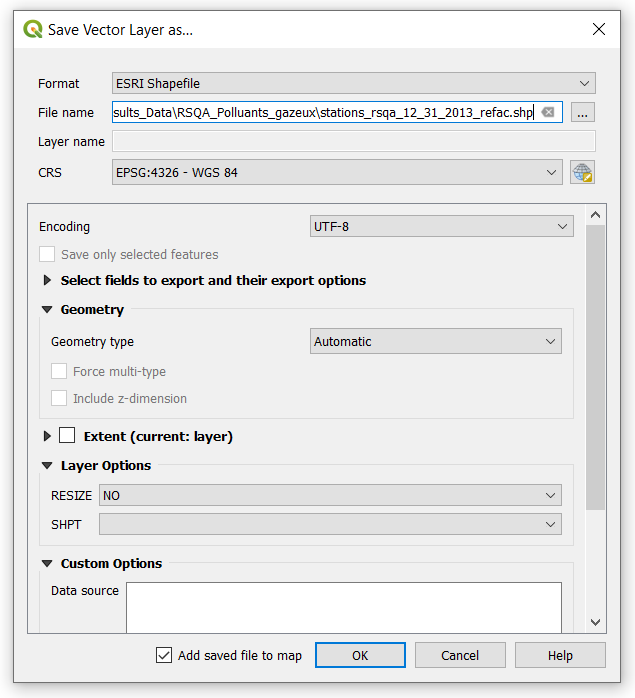 Save Vector Layer as...
Format ESRI Shapefile
File name sults_Data\RSQA_Polluants_gazeux\stations_rsqa_12_31_2013_refac.shp ...
Layer name
CRS EPSG:4326 - WGS 84
Encoding UTF-8
Save only selected features
Select fields to export and their export options
Geometry
Geometry type Automatic
Force multi-type
Include z-dimension
Extent (current: layer)
Layer Options
RESIZE NO
SHPT
Custom Options
Data source
Add saved file to map OK Cancel Help